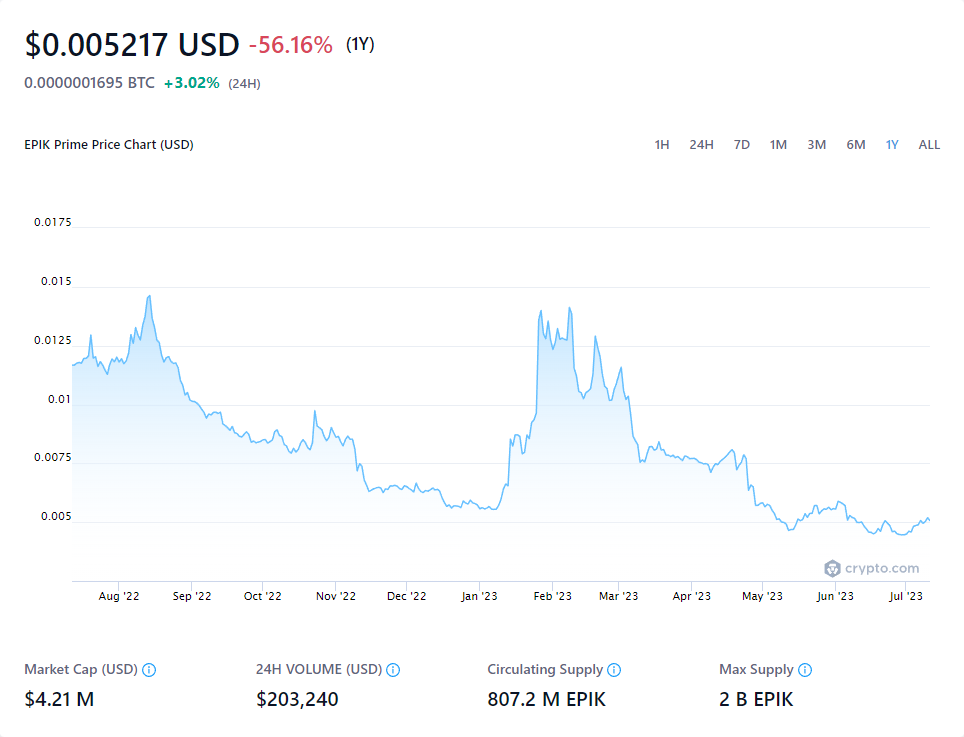 $0.005217 USD -56.16% (1Y)
0.0000001695 BTC +3.02% (24H)
EPIK Prime Price Chart (USD) 1H 24H 7D 1M 3M 6M 1Y ALL
0.0175
0.015
0.0125
0.01
0.0075
0.005
crypto.com
Aug '22 Sep '22 Oct '22 Nov '22 Dec '22 Jan '23 Feb '23 Mar '23 Apr '23 May '23 Jun '23 Jul '23
Market Cap (USD) 24H VOLUME (USD) Circulating Supply Max Supply
$4.21 M $203,240 807.2 M EPIK 2 B EPIK